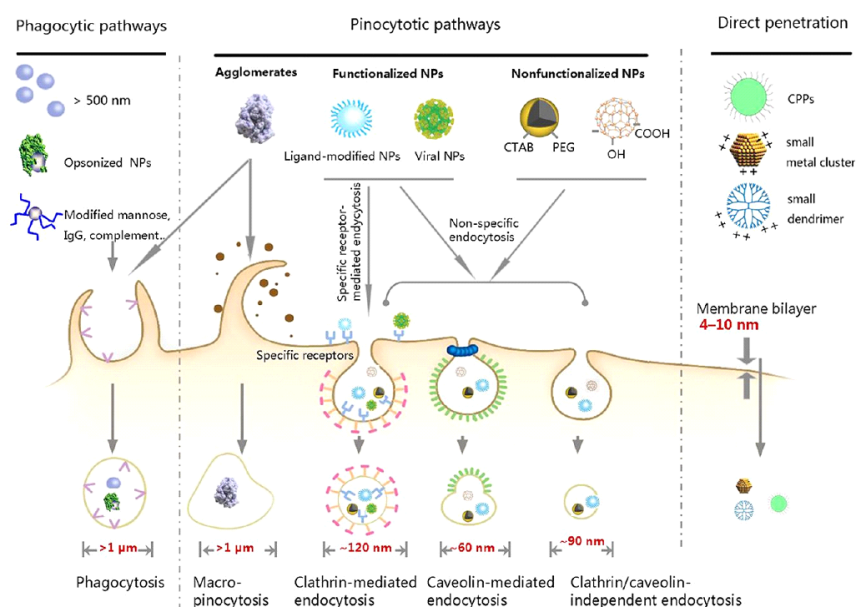 Phagocytic pathways
Pinocytotic pathways
Direct penetration
> 500 nm
Opsonized NPs
Modified mannose,
IgG, complement..
Agglomerates
Functionalized NPs
Nonfunctionalized NPs
Ligand-modified NPs
Viral NPs
CTAB
PEG
OH
COOH
CPPs
++
++
small
metal cluster
++
++
small
dendrimer
++
++
++
Specific receptor-
mediated endycytosis
Non-specific
endocytosis
Specific receptors
Membrane bilayer
4–10 nm
>1 µm
>1 µm
~120 nm
~60 nm
~90 nm
Phagocytosis
Macro-
pinocytosis
Clathrin-mediated
endocytosis
Caveolin-mediated
endocytosis
Clathrin/caveolin-
independent endocytosis